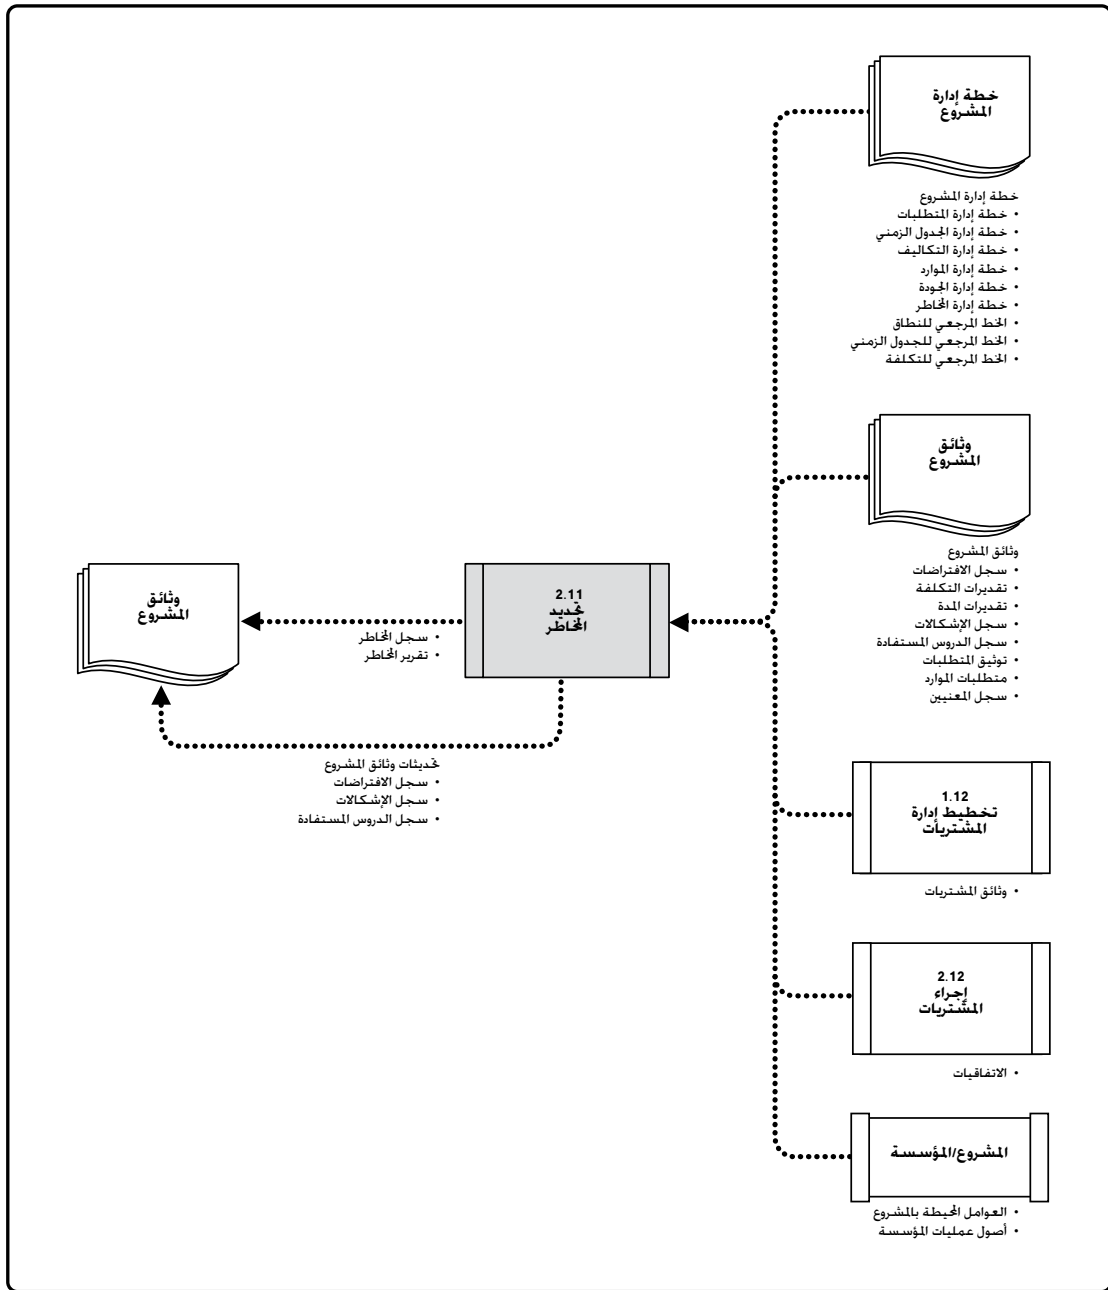 خطة إدارة
المشروع
خطة إدارة المشروع
• خطة إدارة المتطلبات
• خطة إدارة الجدول الزمني
• خطة إدارة التكاليف
• خطة إدارة الموارد
• خطة إدارة الجودة
• خطة إدارة المخاطر
• الخط المرجعي للنطاق
• الخط المرجعي للجدول الزمني
• الخط المرجعي للتكلفة
وثائق
المشروع
وثائق المشروع
• سجل الافتراضات
• تقديرات التكلفة
• تقديرات المدة
• سجل الإشكالات
• سجل الدروس المستفادة
• توثيق المتطلبات
• متطلبات الموارد
• سجل المعنيين
1.12
تخطيط إدارة
المشتريات
• وثائق المشتريات
2.12
إجراء
المشتريات
• الاتفاقيات
المشروع/المؤسسة
• العوامل المحيطة بالمشروع
• أصول عمليات المؤسسة
2.11
تحديد
المخاطر
• سجل المخاطر
• تقرير المخاطر
وثائق
المشروع
تحديثات وثائق المشروع
• سجل الافتراضات
• سجل الإشكالات
• سجل الدروس المستفادة